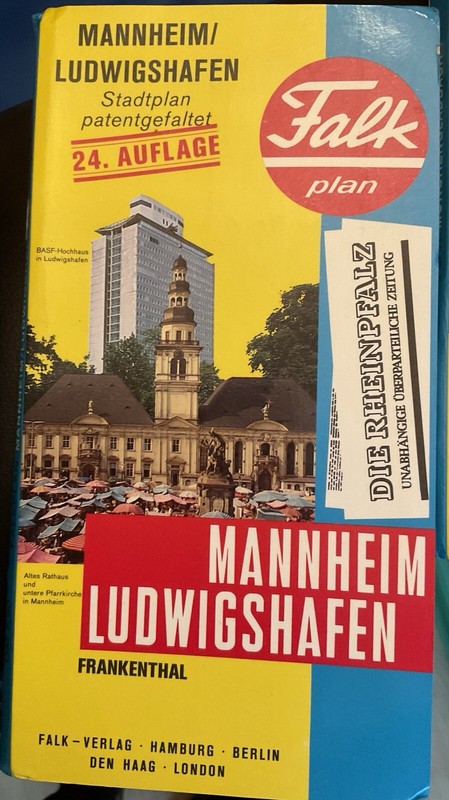 MANNHEIM/
LUDWIGSHAFEN
Stadtplan
patentgefaltet
24. AUFLAGE
Falk
plan
BASF-Hochhaus
in Ludwigshafen
DIE RHEINPFALZ
UNABHÄNGIGE ÜBERPARTEILICHE ZEITUNG
Altes Rathaus
und
untere Pfarrkirche
in Mannheim
MANNHEIM
LUDWIGSHAFEN
FRANKENTHAL
FALK-VERLAG · HAMBURG · BERLIN
DEN HAAG · LONDON